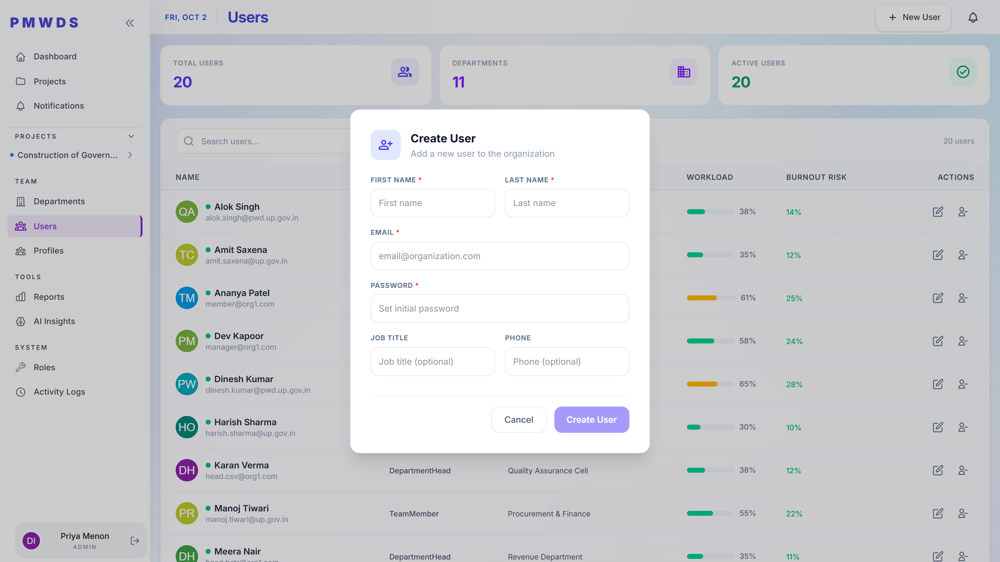 PMWDS
Dashboard
Projects
Notifications
PROJECTS
Construction of Govern...
TEAM
Departments
Users
Profiles
TOOLS
Reports
AI Insights
SYSTEM
Roles
Activity Logs
DI
Priya Menon
ADMIN
FRI, OCT 2
Users
+ New User
TOTAL USERS
20
DEPARTMENTS
11
ACTIVE USERS
20
Search users...
20 users
NAME
WORKLOAD
BURNOUT RISK
ACTIONS
QA
Alok Singh
alok.singh@pwd.up.gov.in
38%
14%
TC
Amit Saxena
amit.saxena@up.gov.in
35%
12%
TM
Ananya Patel
member@org1.com
61%
25%
PM
Dev Kapoor
manager@org1.com
58%
24%
PW
Dinesh Kumar
dinesh.kumar@pwd.up.gov.in
65%
28%
HO
Harish Sharma
harish.sharma@up.gov.in
30%
10%
DH
Karan Verma
head.csv@org1.com
DepartmentHead
Quality Assurance Cell
38%
12%
PR
Manoj Tiwari
manoj.tiwari@up.gov.in
TeamMember
Procurement & Finance
55%
22%
DH
Meera Nair
DepartmentHead
Revenue Department
35%
11%
Create User
Add a new user to the organization
FIRST NAME *
First name
LAST NAME *
Last name
EMAIL *
email@organization.com
PASSWORD *
Set initial password
JOB TITLE
Job title (optional)
PHONE
Phone (optional)
Cancel
Create User